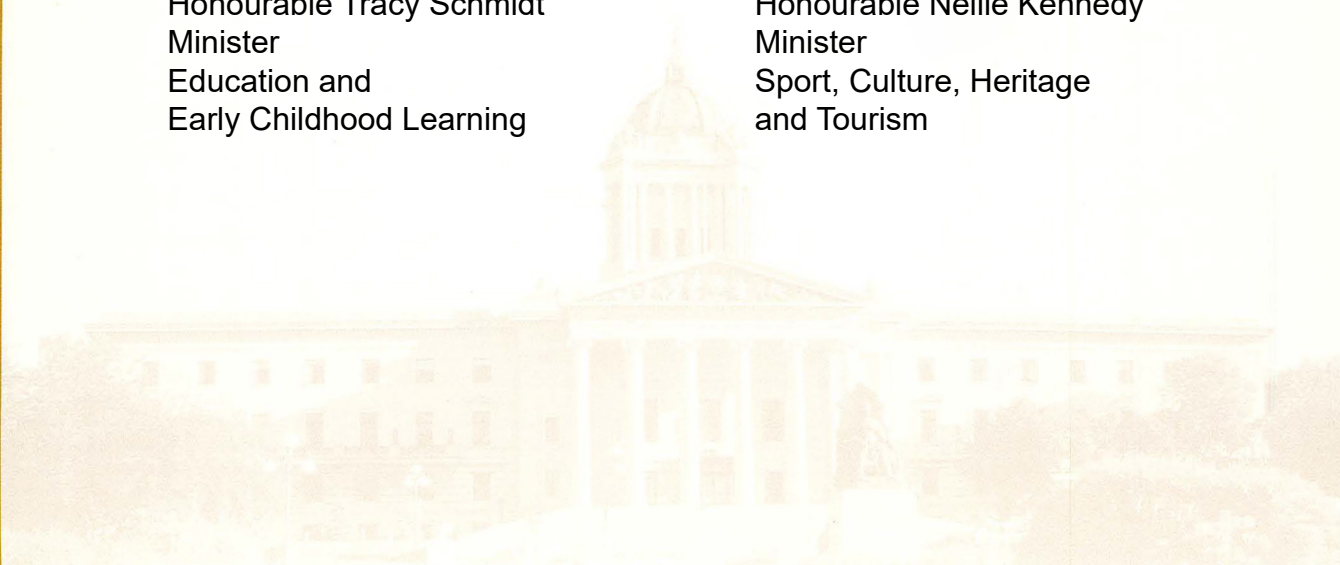 Honourable Tracy Schmidt
Minister
Education and
Early Childhood Learning
Honourable Nellie Kennedy
Minister
Sport, Culture, Heritage
and Tourism